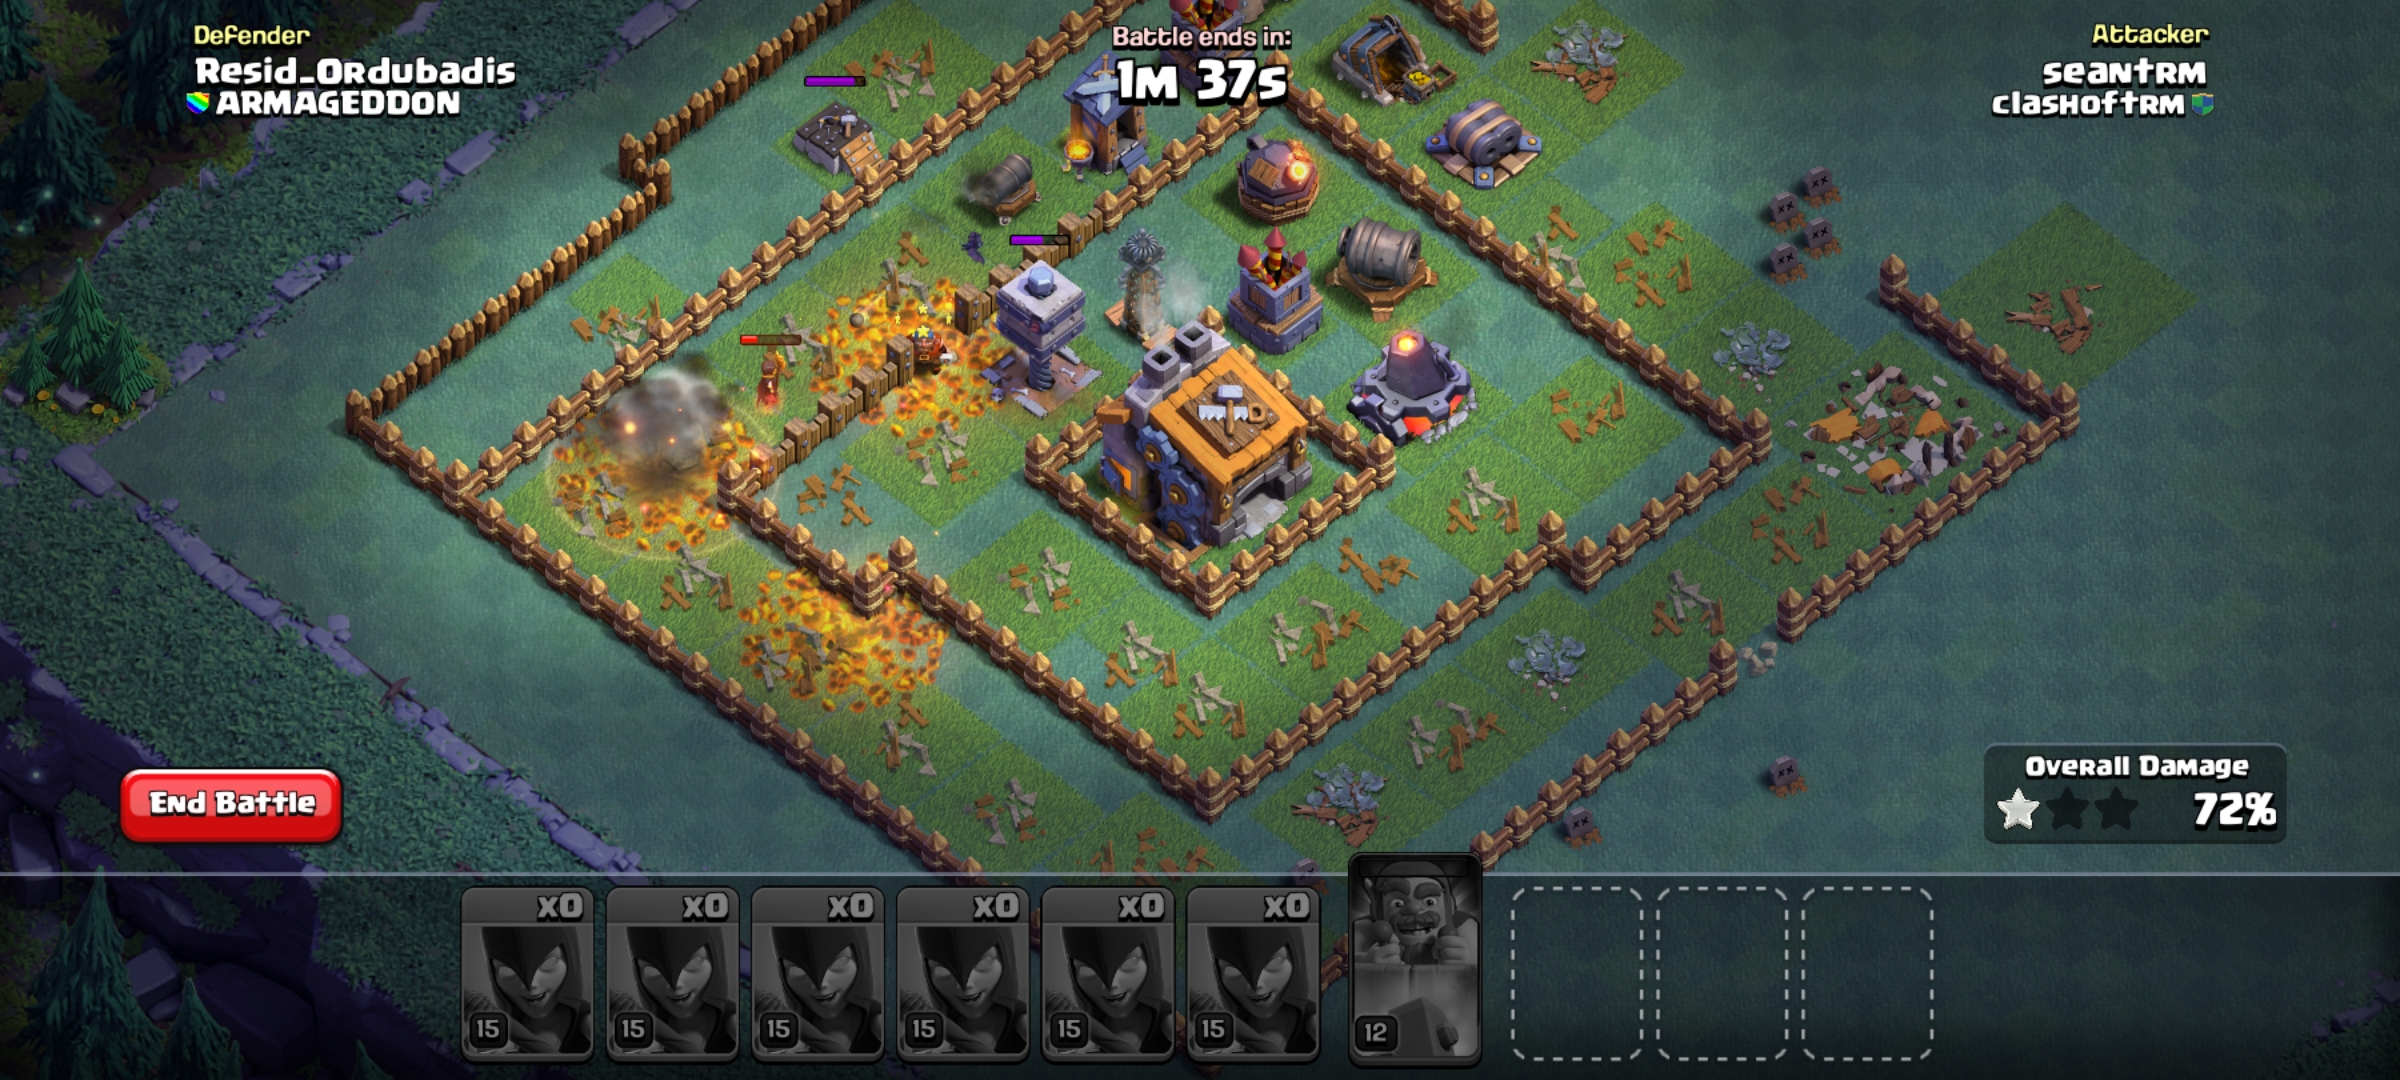 Defender
Resid_Ordubadis
ARMAGEDDON
Battle ends in:
1M 37s
Attacker
seantRM
clashoftRM
End Battle
Overall Damage
72%
x0
x0
x0
x0
x0
x0
15
15
15
15
15
15
12